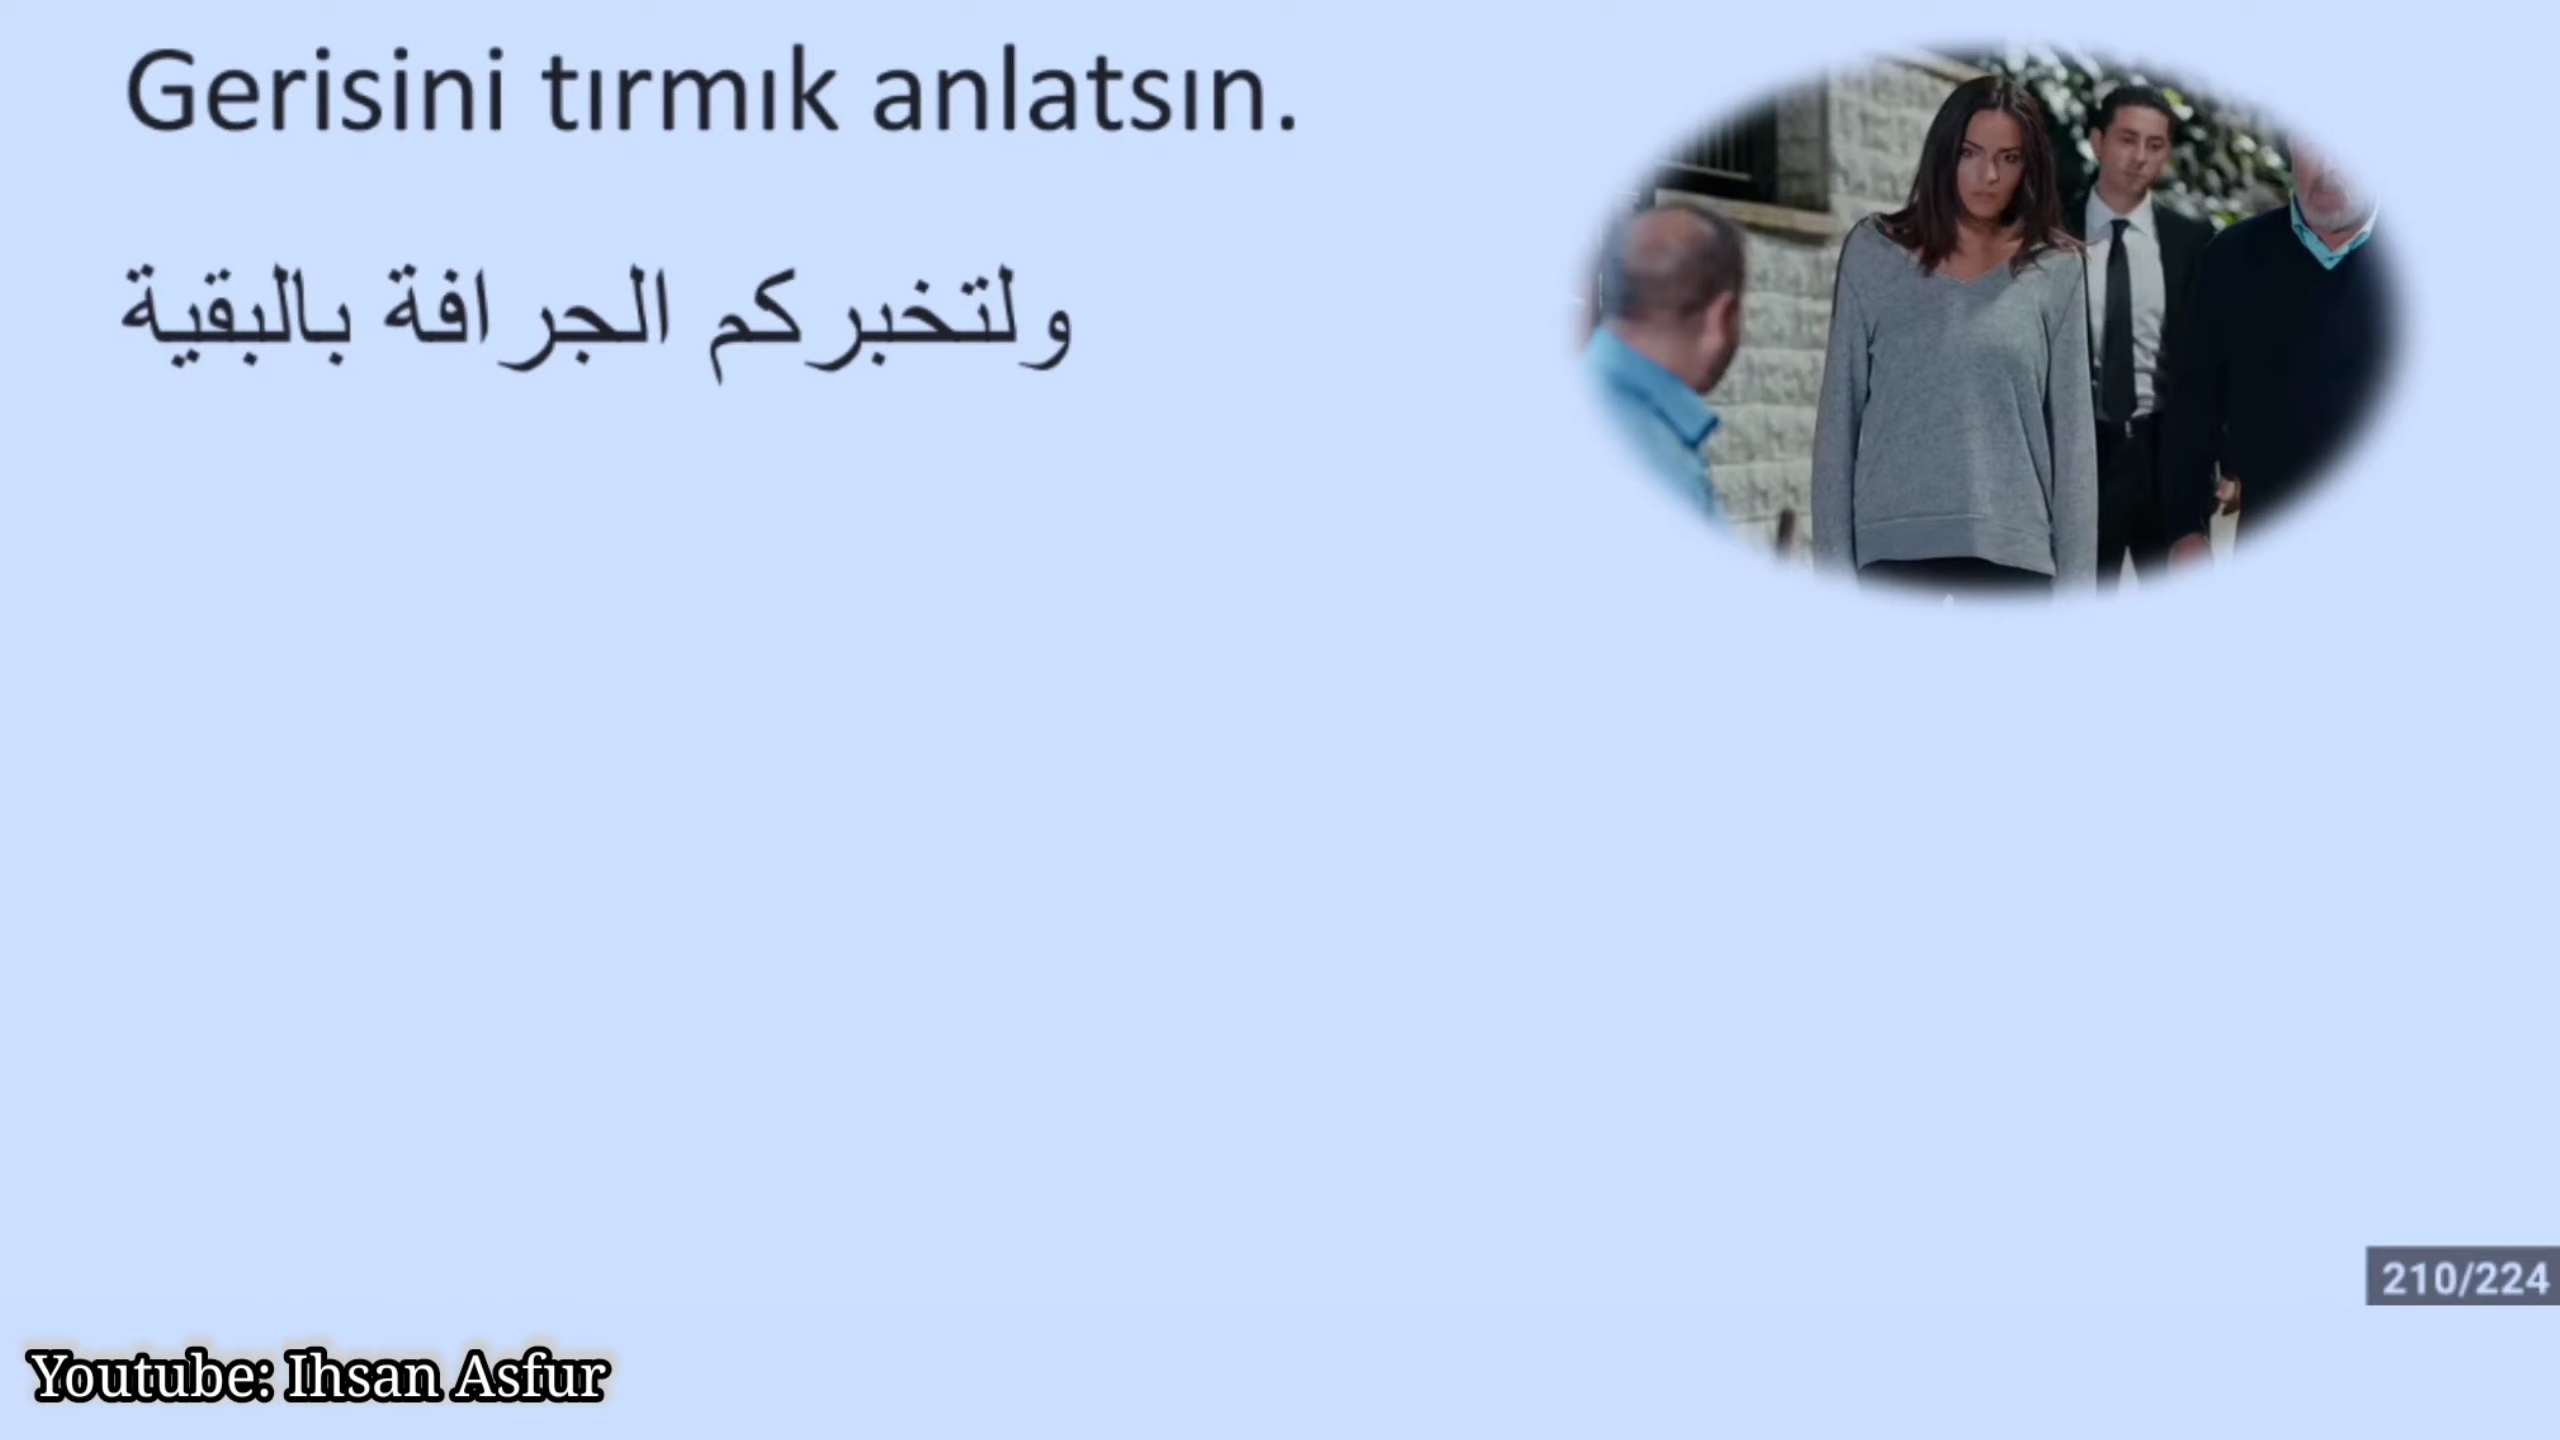 Gerisini tırmık anlatsın.
ولتخبركم الجرافة بالبقية
210/224
Youtube: Ihsan Asfur